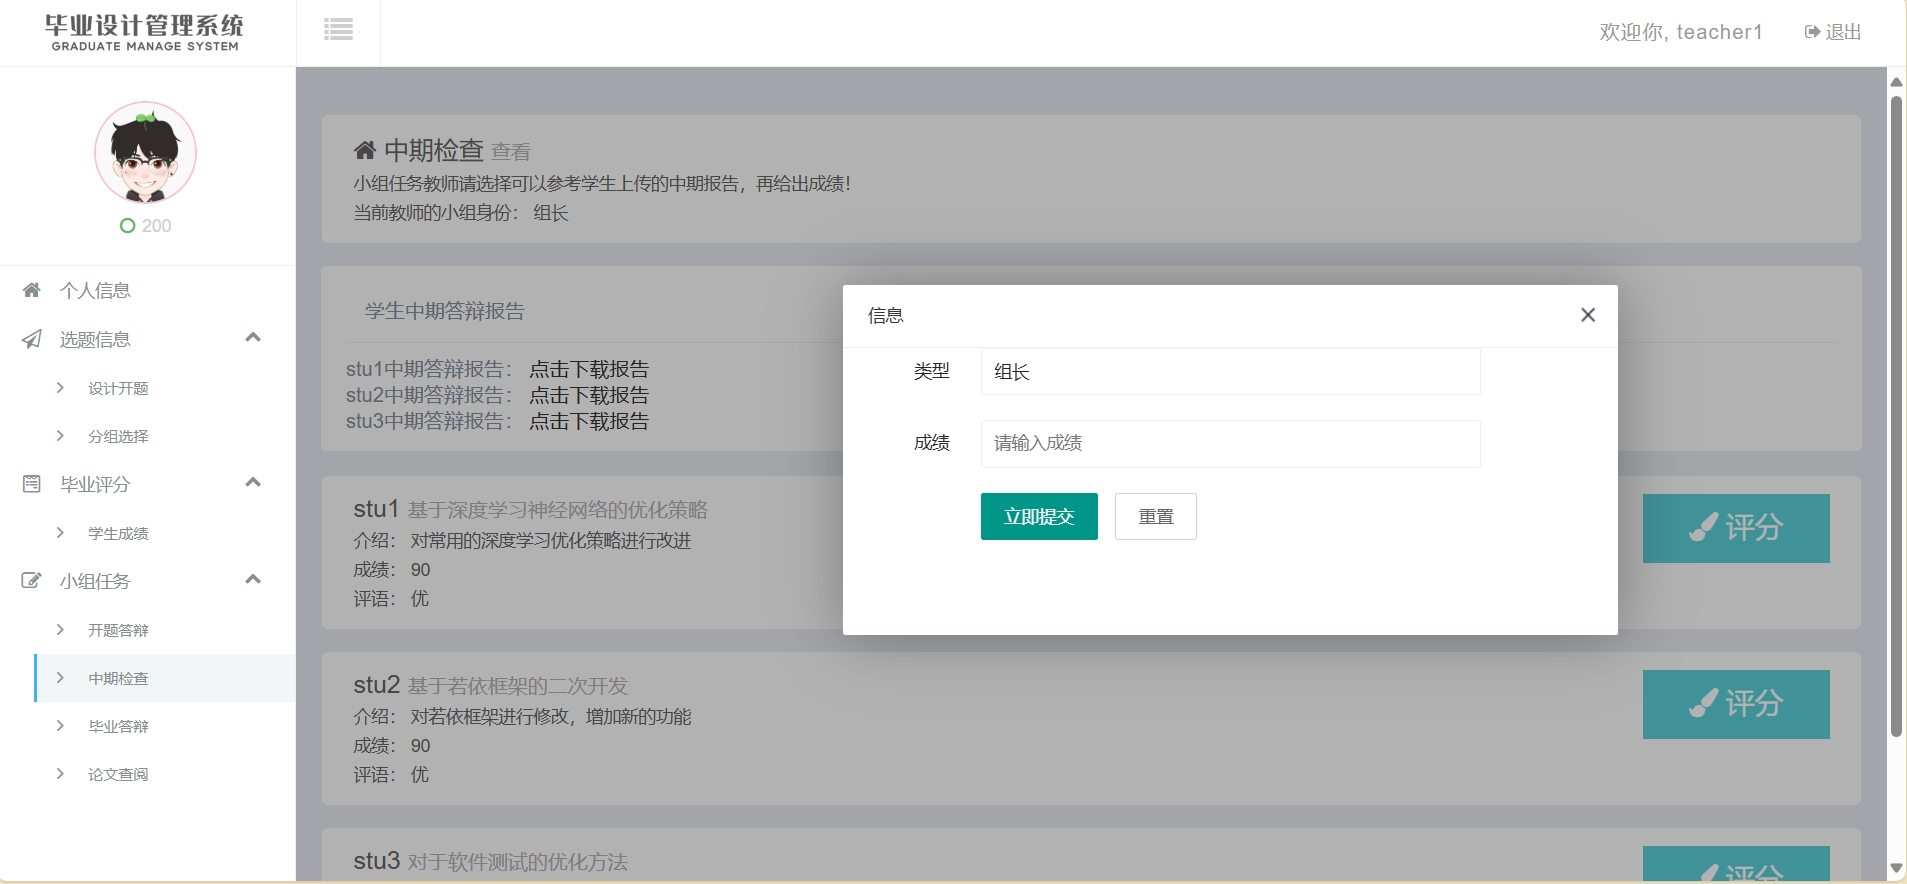 毕业设计管理系统
GRADUATE MANAGE SYSTEM
欢迎你, teacher1
退出
200
个人信息
选题信息
设计开题
分组选择
毕业评分
学生成绩
小组任务
开题答辩
中期检查
毕业答辩
论文查阅
中期检查 查看
小组任务教师请选择可以参考学生上传的中期报告，再给出成绩！
当前教师的小组身份： 组长
学生中期答辩报告
stu1中期答辩报告： 点击下载报告
stu2中期答辩报告： 点击下载报告
stu3中期答辩报告： 点击下载报告
信息
类型 组长
成绩 请输入成绩
立即提交 重置
stu1 基于深度学习神经网络的优化策略
介绍： 对常用的深度学习优化策略进行改进
成绩： 90
评语： 优
评分
stu2 基于若依框架的二次开发
介绍： 对若依框架进行修改，增加新的功能
成绩： 90
评语： 优
评分
stu3 对于软件测试的优化方法
评分